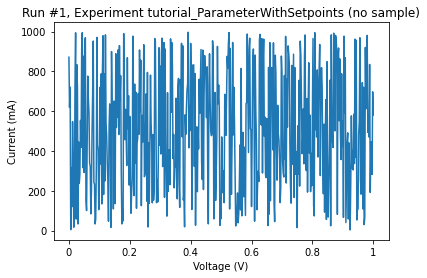 Run #1, Experiment tutorial_ParameterWithSetpoints (no sample)
1000
800
600
400
200
0
Current (mA)
0 0.2 0.4 0.6 0.8 1
Voltage (V)